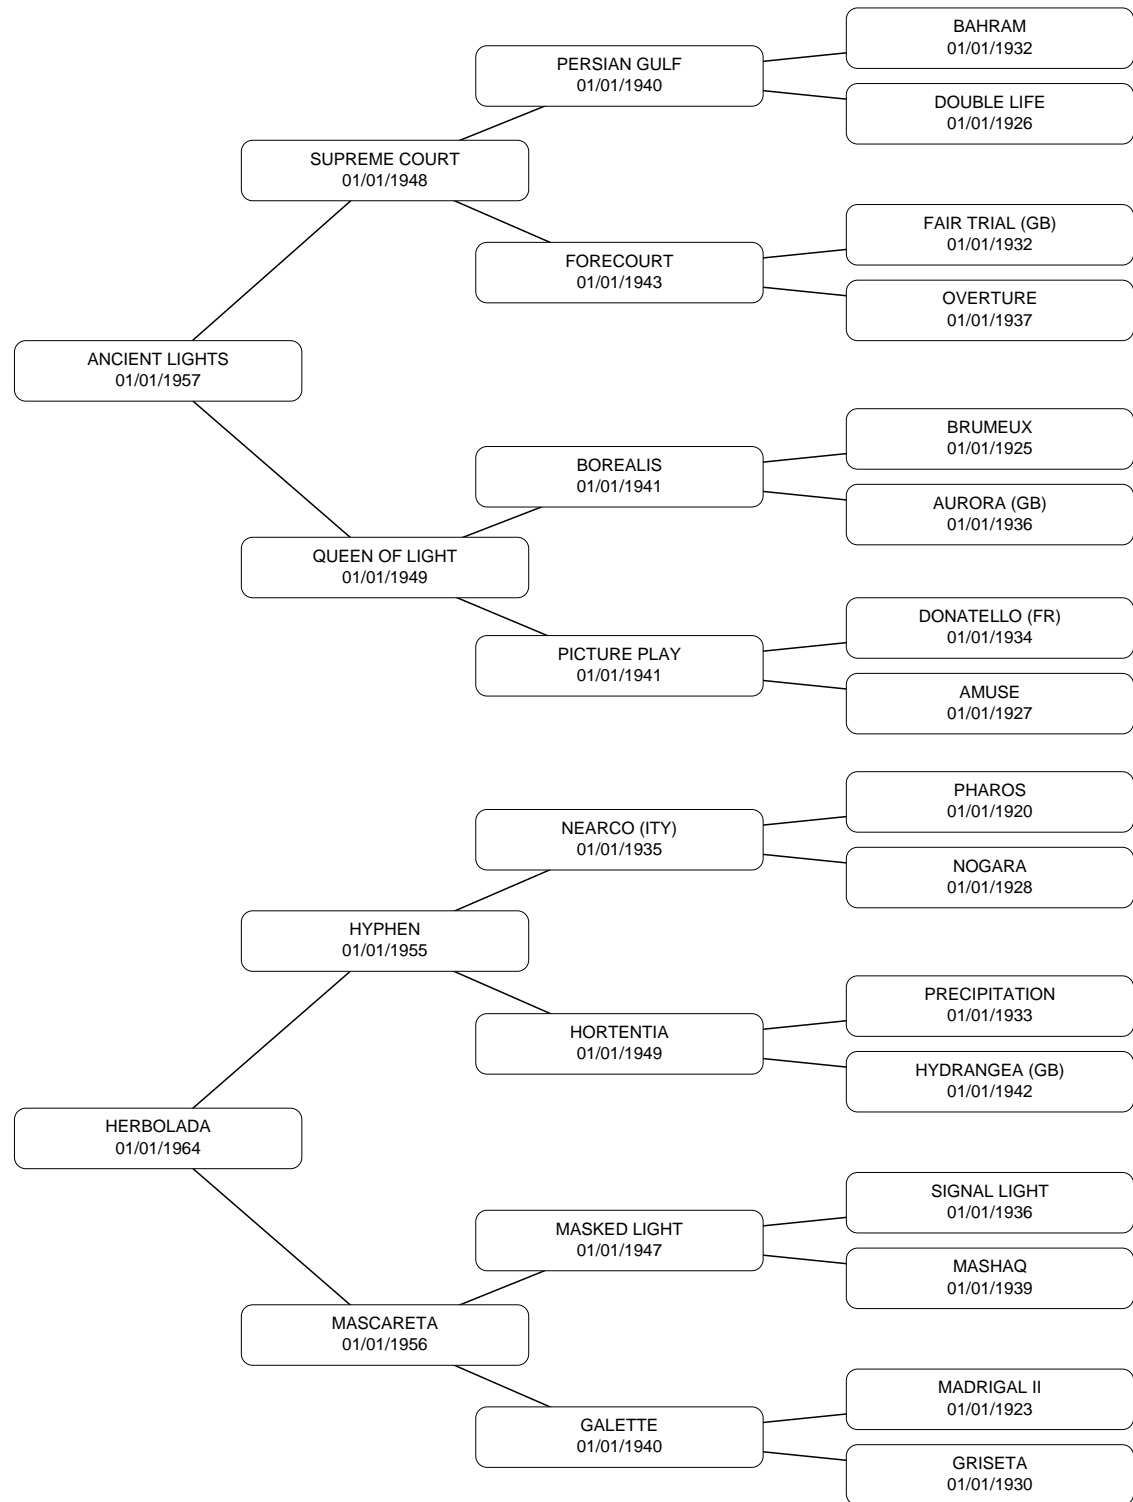 BAHRAM
01/01/1932
PERSIAN GULF
01/01/1940
DOUBLE LIFE
01/01/1926
SUPREME COURT
01/01/1948
FAIR TRIAL (GB)
01/01/1932
FORECOURT
01/01/1943
OVERTURE
01/01/1937
ANCIENT LIGHTS
01/01/1957
BRUMEUX
01/01/1925
BOREALIS
01/01/1941
AURORA (GB)
01/01/1936
QUEEN OF LIGHT
01/01/1949
DONATELLO (FR)
01/01/1934
PICTURE PLAY
01/01/1941
AMUSE
01/01/1927
PHAROS
01/01/1920
NEARCO (ITY)
01/01/1935
NOGARA
01/01/1928
HYPHEN
01/01/1955
PRECIPITATION
01/01/1933
HORTENTIA
01/01/1949
HYDRANGEA (GB)
01/01/1942
HERBOLADA
01/01/1964
SIGNAL LIGHT
01/01/1936
MASKED LIGHT
01/01/1947
MASHAQ
01/01/1939
MASCARETA
01/01/1956
MADRIGAL II
01/01/1923
GALETTE
01/01/1940
GRISETA
01/01/1930